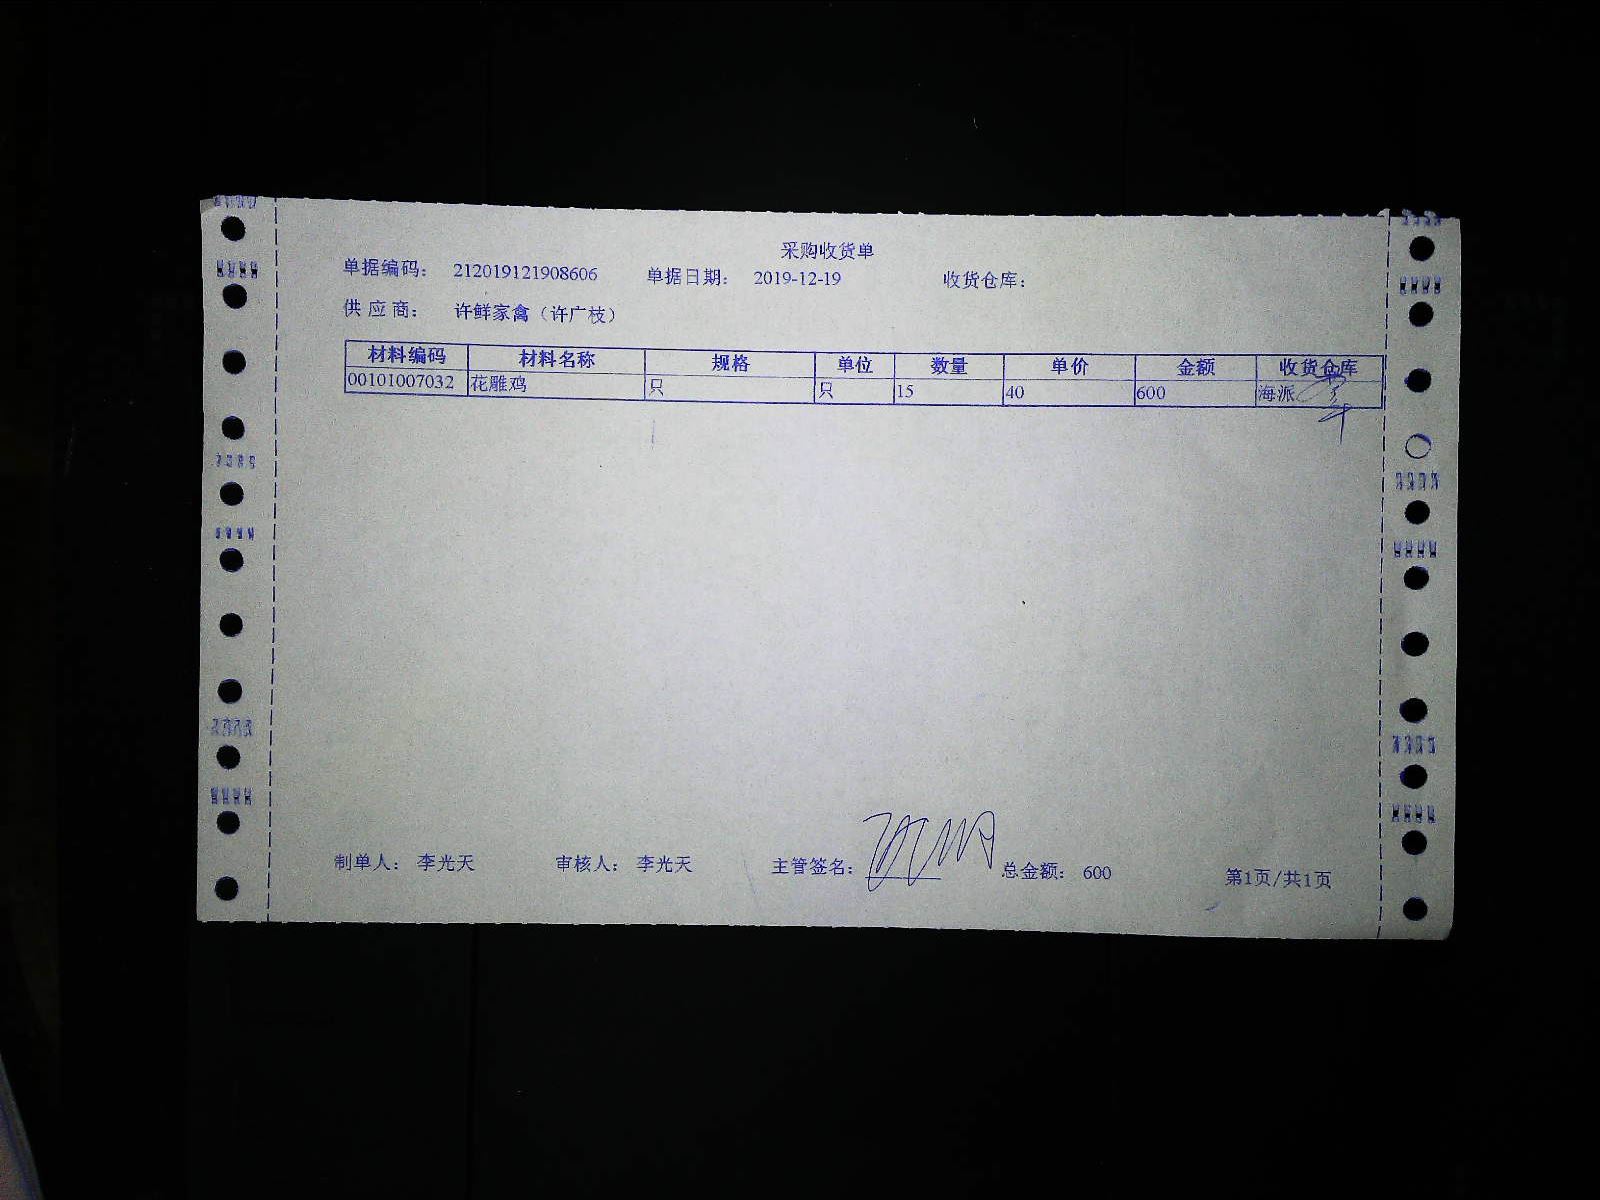 采购收货单
单据编码： 212019121908606 单据日期： 2019-12-19 收货仓库：
供 应 商： 许鲜家禽（许广枝）
材料编码 材料名称 规格 单位 数量 单价 金额 收货仓库
00101007032 花雕鸡 只 只 15 40 600 海派
制单人： 李光天 审核人： 李光天 主管签名： 总金额： 600 第1页/共1页